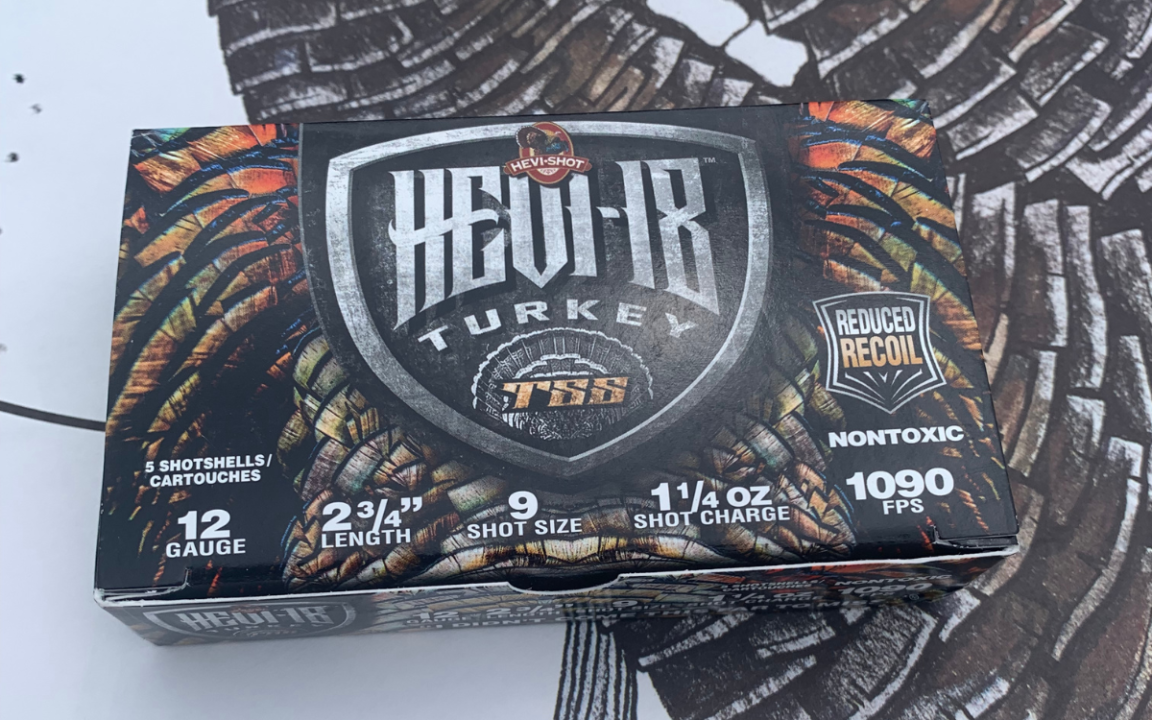 HEVI-SHOT
HEVI-18™
TURKEY
TSS
REDUCED
RECOIL
NONTOXIC
5 SHOTSHELLS/
CARTOUCHES
12
GAUGE
2 3/4”
LENGTH
9
SHOT SIZE
1 1/4 OZ
SHOT CHARGE
1090
FPS
HEVI-18